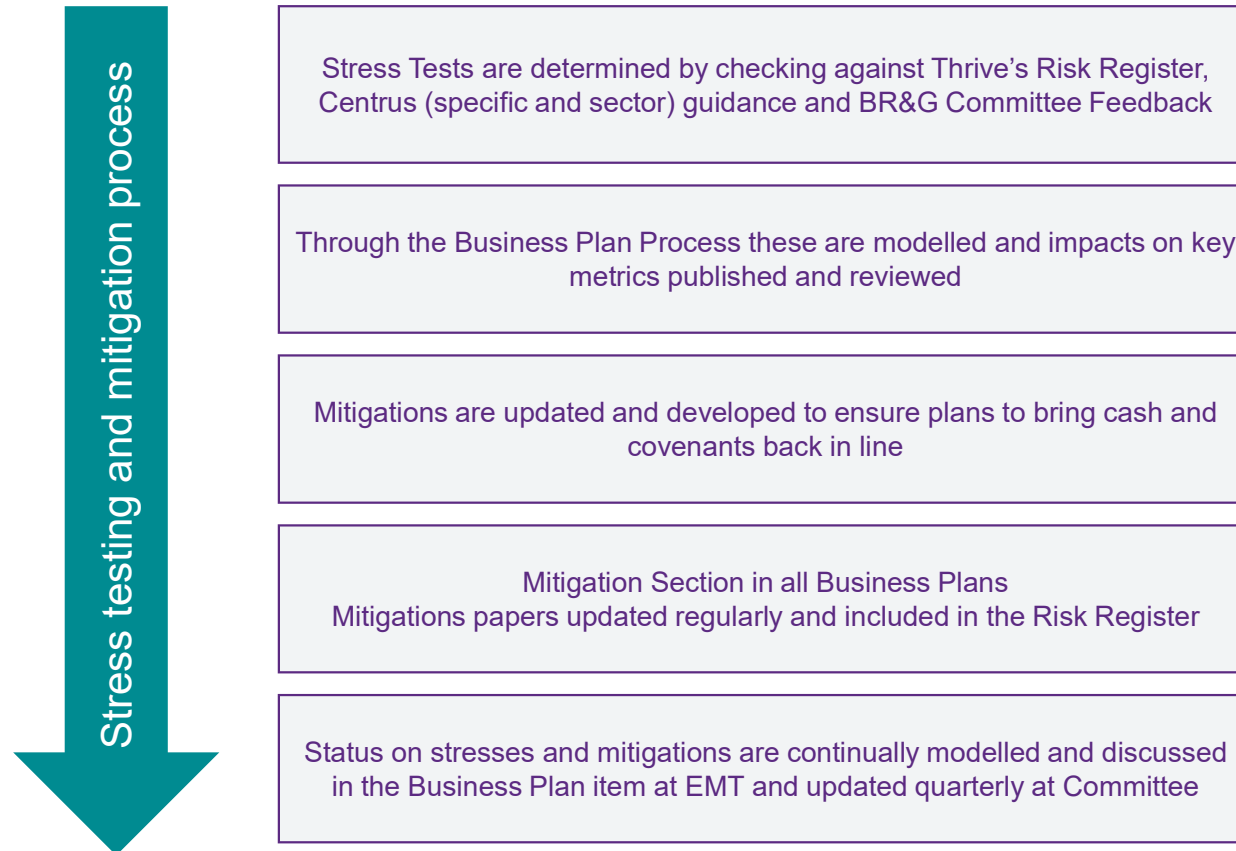 Stress testing and mitigation process
Stress Tests are determined by checking against Thrive’s Risk Register,
Centrus (specific and sector) guidance and BR&G Committee Feedback
Through the Business Plan Process these are modelled and impacts on key
metrics published and reviewed
Mitigations are updated and developed to ensure plans to bring cash and
covenants back in line
Mitigation Section in all Business Plans
Mitigations papers updated regularly and included in the Risk Register
Status on stresses and mitigations are continually modelled and discussed
in the Business Plan item at EMT and updated quarterly at Committee